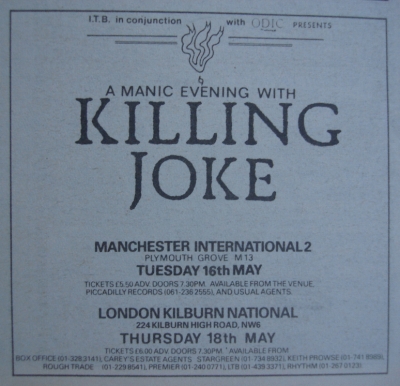 I.T.B. in conjunction with ODIC PRESENTS
A MANIC EVENING WITH
KILLING
JOKE
MANCHESTER INTERNATIONAL 2
PLYMOUTH GROVE M13
TUESDAY 16th MAY
TICKETS £5.50 ADV. DOORS 7.30PM. AVAILABLE FROM THE VENUE,
PICCADILLY RECORDS (061-236 2555), AND USUAL AGENTS.
LONDON KILBURN NATIONAL
224 KILBURN HIGH ROAD, NW6
THURSDAY 18th MAY
TICKETS £6.00 ADV. DOORS 7.30PM. AVAILABLE FROM
BOX OFFICE (01-328 3141), CAREY'S ESTATE AGENTS, STARGREEN (01-734 8932), KEITH PROWSE (01-741 8989),
ROUGH TRADE (01-229 8541), PREMIER (01-240 0771), LTB (01-439 3371), RHYTHM (01-267 0123)